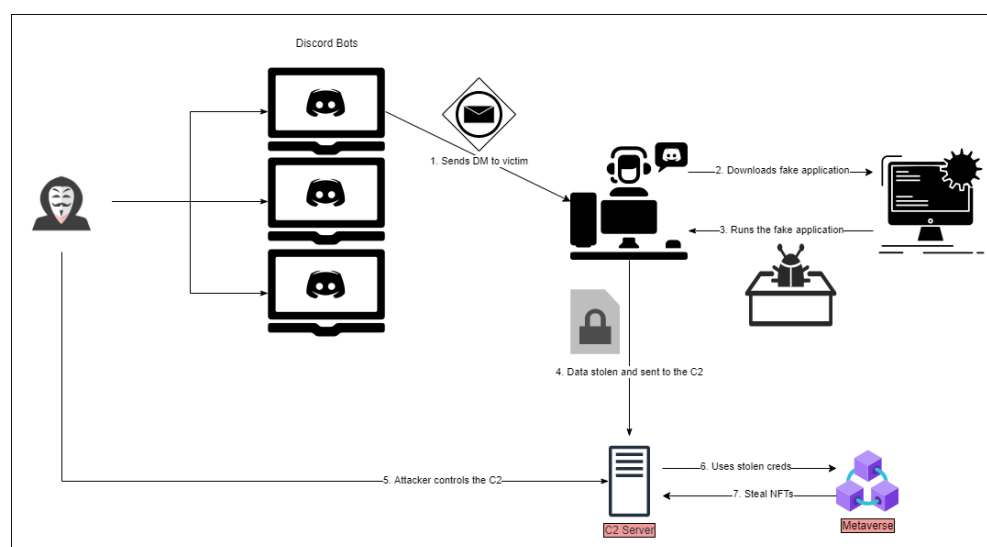 Discord Bots
1. Sends DM to victim
2. Downloads fake application
3. Runs the fake application
4. Data stolen and sent to the C2
5. Attacker controls the C2
6. Uses stolen creds
7. Steal NFTs
C2 Server
Metaverse